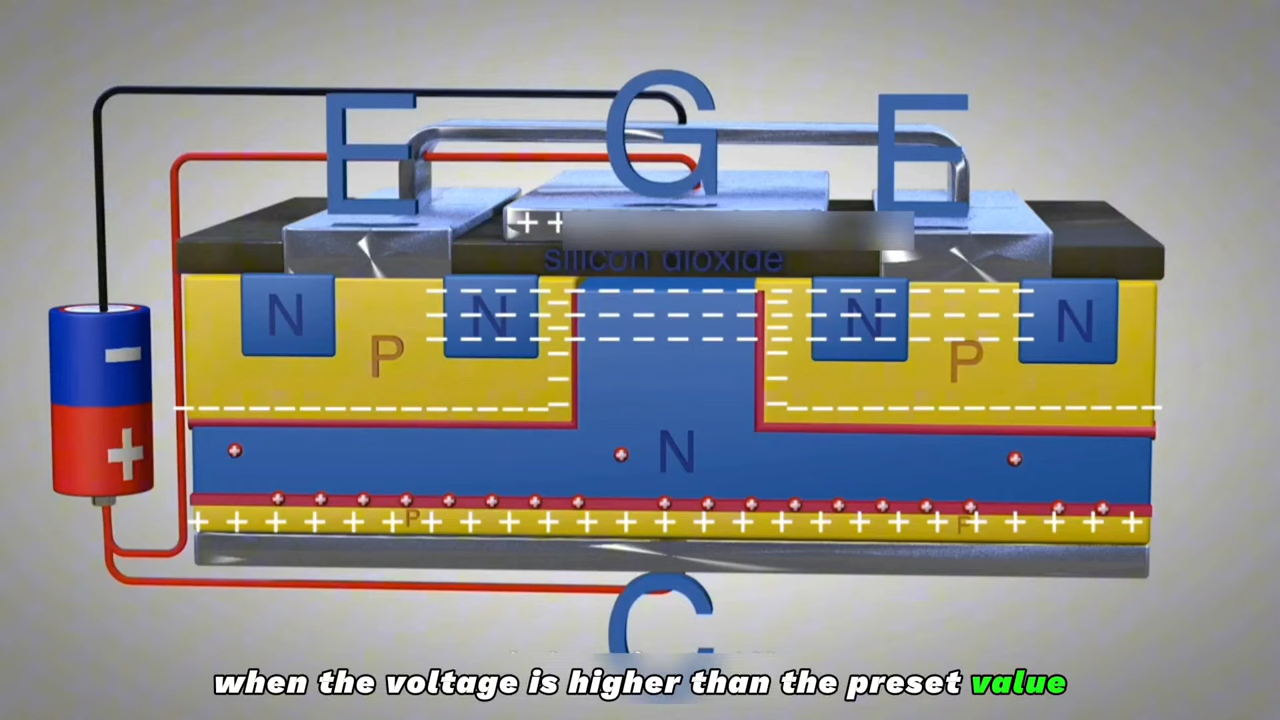 E G E
silicon dioxide
N N N N
P P
N
P
C
when the voltage is higher than the preset value